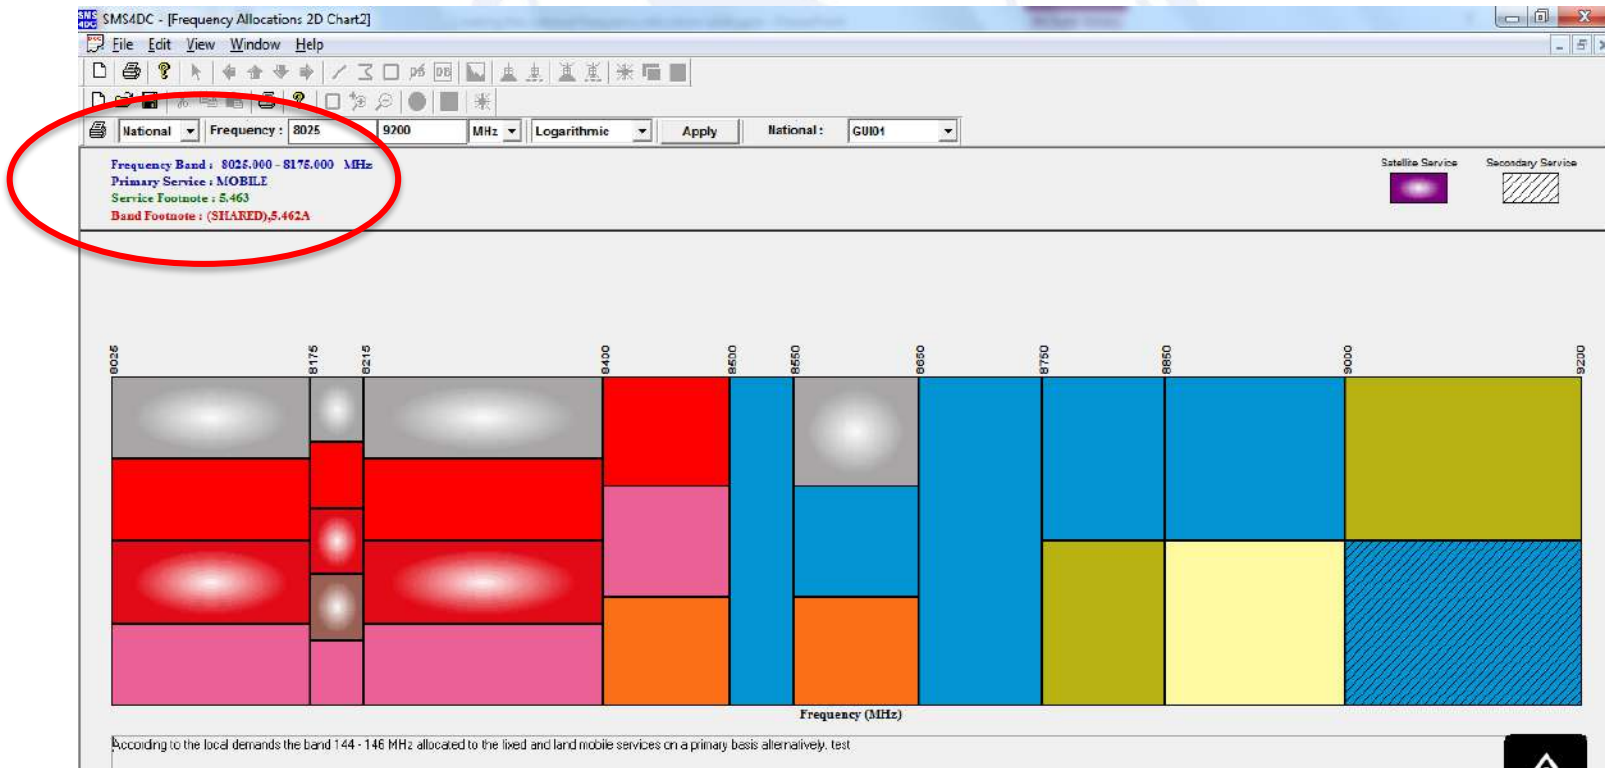 SMS4DC - [Frequency Allocations 2D Chart2]
File Edit View Window Help
National Frequency : 8025 9200 MHz Logarithmic Apply National : GUI01
Frequency Band : 8025.000 - 8175.000 MHz
Primary Service : MOBILE
Service Footnote : 5.463
Band Footnote : (SHARED),5.462A
Satellite Service Secondary Service
8025 8175 8215 8400 8500 8550 8650 8750 8850 9000 9200
Frequency (MHz)
According to the local demands the band 144 - 146 MHz allocated to the fixed and land mobile services on a primary basis alternatively. test